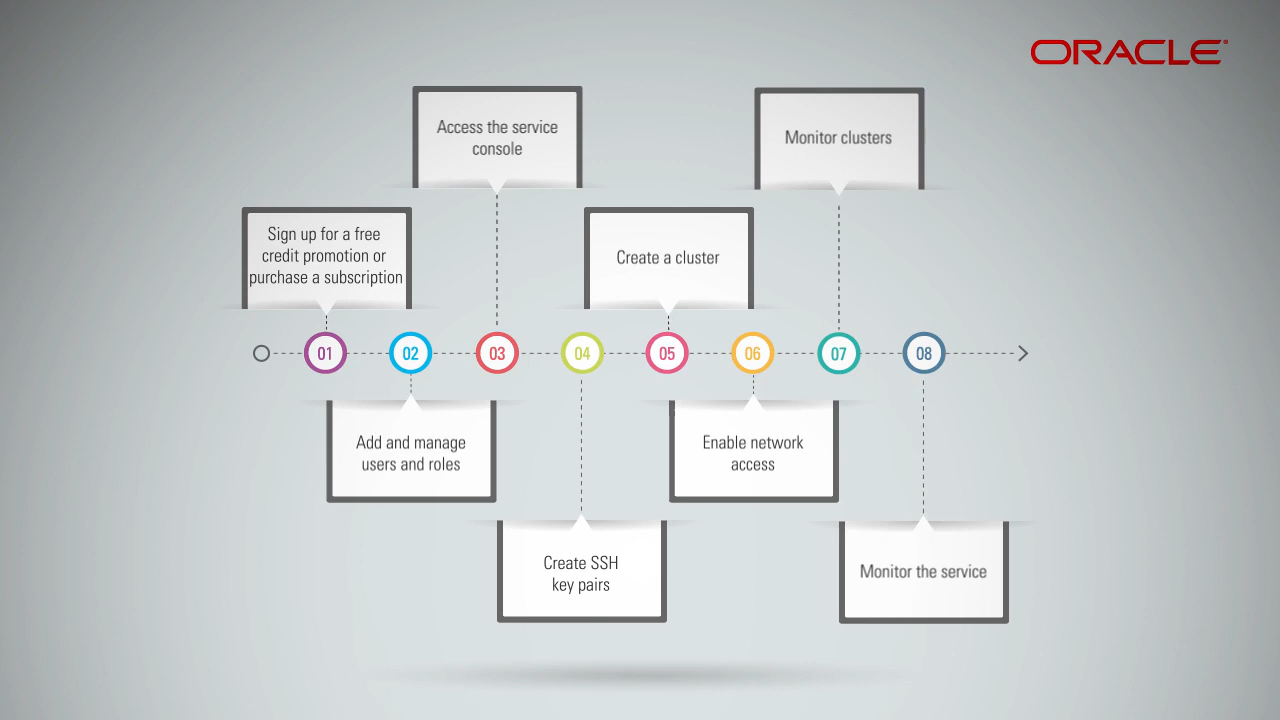 ORACLE
Access the service
console
Monitor clusters
Sign up for a free
credit promotion or
purchase a subscription
Create a cluster
01
02
03
04
05
06
07
08
Add and manage
users and roles
Enable network
access
Create SSH
key pairs
Monitor the service